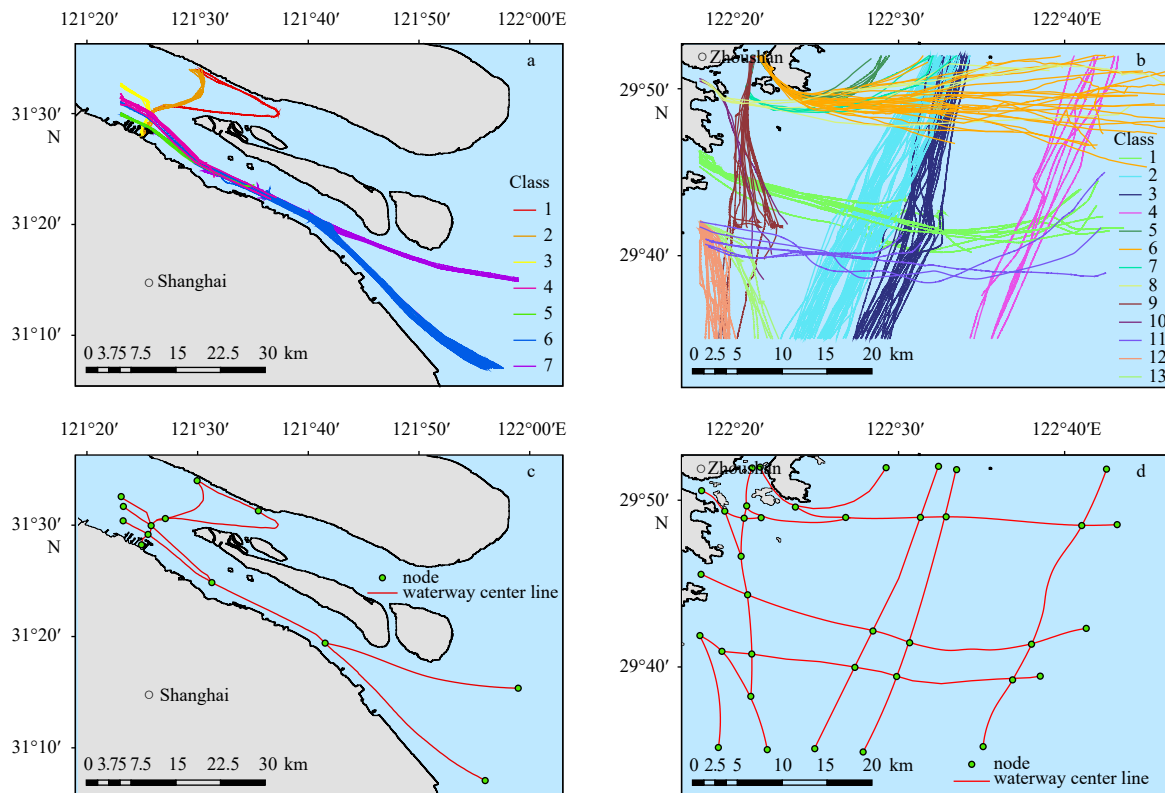 121°20′ 121°30′ 121°40′ 121°50′ 122°00′E
a
31°30′
N
Class
1
2
31°20′
3
4
Shanghai
5
6
31°10′
7
0 3.75 7.5 15 22.5 30 km
122°20′ 122°30′ 122°40′E
Zhoushan
b
29°50′
N
Class
1
2
3
4
5
6
29°40′
7
8
9
10
11
12
13
0 2.5 5 10 15 20 km
121°20′ 121°30′ 121°40′ 121°50′ 122°00′E
c
31°30′
N
node
waterway center line
31°20′
Shanghai
31°10′
0 3.75 7.5 15 22.5 30 km
122°20′ 122°30′ 122°40′E
Zhoushan
d
29°50′
N
29°40′
node
waterway center line
0 2.5 5 10 15 20 km